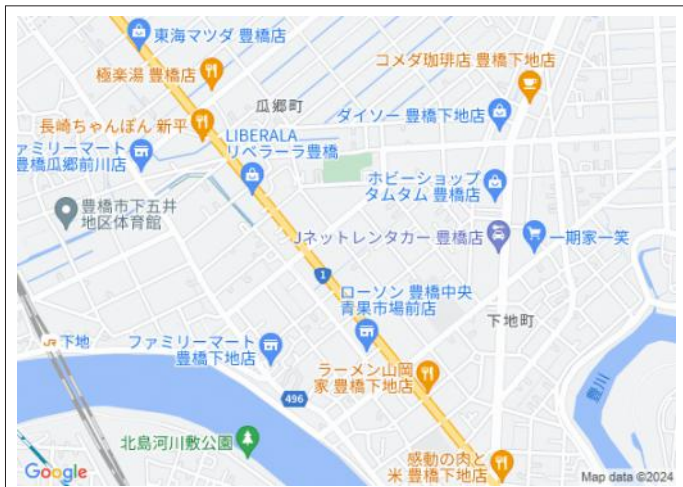 東海マツダ 豊橋店
コメダ珈琲店 豊橋下地店
極楽湯 豊橋店
瓜郷町
ダイソー 豊橋下地店
長崎ちゃんぽん 新平
LIBERALA
リベラーラ豊橋
ァミリーマート
豊橋瓜郷前川店
ホビーショップ
タムタム 豊橋店
豊橋市下五井
地区体育館
Jネットレンタカー 豊橋店
一期家一笑
1
ローソン 豊橋中央
青果市場前店
下地町
JR 下地
ファミリーマート
豊橋下地店
ラーメン山岡
家 豊橋下地店
豊川
496
北島河川敷公園
感動の肉と
米 豊橋下地店
Google
Map data ©2024